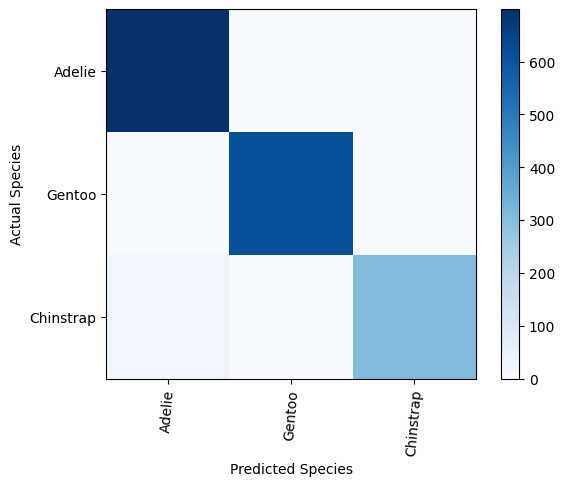 Adelie
Gentoo
Chinstrap
Actual Species
Adelie
Gentoo
Chinstrap
Predicted Species
600
500
400
300
200
100
0